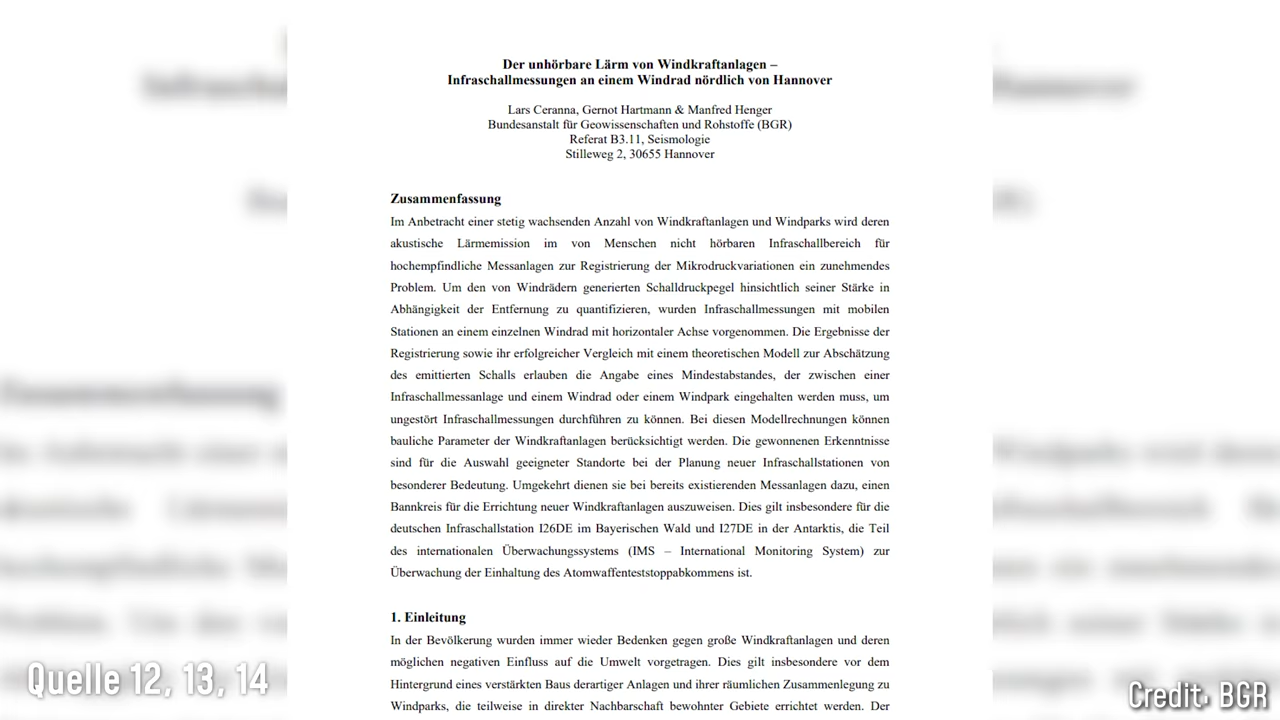 Der unhörbare Lärm von Windkraftanlagen –
Infraschallmessungen an einem Windrad nördlich von Hannover
Lars Ceranna, Gernot Hartmann & Manfred Henger
Bundesanstalt für Geowissenschaften und Rohstoffe (BGR)
Referat B3.11, Seismologie
Stilleweg 2, 30655 Hannover
Zusammenfassung
Im Anbetracht einer stetig wachsenden Anzahl von Windkraftanlagen und Windparks wird deren
akustische Lärmemission im von Menschen nicht hörbaren Infraschallbereich für
hochempfindliche Messanlagen zur Registrierung der Mikrodruckvariationen ein zunehmendes
Problem. Um den von Windrädern generierten Schalldruckpegel hinsichtlich seiner Stärke in
Abhängigkeit der Entfernung zu quantifizieren, wurden Infraschallmessungen mit mobilen
Stationen an einem einzelnen Windrad mit horizontaler Achse vorgenommen. Die Ergebnisse der
Registrierung sowie ihr erfolgreicher Vergleich mit einem theoretischen Modell zur Abschätzung
des emittierten Schalls erlauben die Angabe eines Mindestabstandes, der zwischen einer
Infraschallmessanlage und einem Windrad oder einem Windpark eingehalten werden muss, um
ungestört Infraschallmessungen durchführen zu können. Bei diesen Modellrechnungen können
bauliche Parameter der Windkraftanlagen berücksichtigt werden. Die gewonnenen Erkenntnisse
sind für die Auswahl geeigneter Standorte bei der Planung neuer Infraschallstationen von
besonderer Bedeutung. Umgekehrt dienen sie bei bereits existierenden Messanlagen dazu, einen
Bannkreis für die Errichtung neuer Windkraftanlagen auszuweisen. Dies gilt insbesondere für die
deutschen Infraschallstation I26DE im Bayerischen Wald und I27DE in der Antarktis, die Teil
des internationalen Überwachungssystems (IMS – International Monitoring System) zur
Überwachung der Einhaltung des Atomwaffenteststoppabkommens ist.
1. Einleitung
In der Bevölkerung wurden immer wieder Bedenken gegen große Windkraftanlagen und deren
möglichen negativen Einfluss auf die Umwelt vorgetragen. Dies gilt insbesondere vor dem
Hintergrund eines verstärkten Baus derartiger Anlagen und ihrer räumlichen Zusammenlegung zu
Windparks, die teilweise in direkter Nachbarschaft bewohnter Gebiete errichtet werden. Der
Quelle 12, 13, 14
Credit: BGR